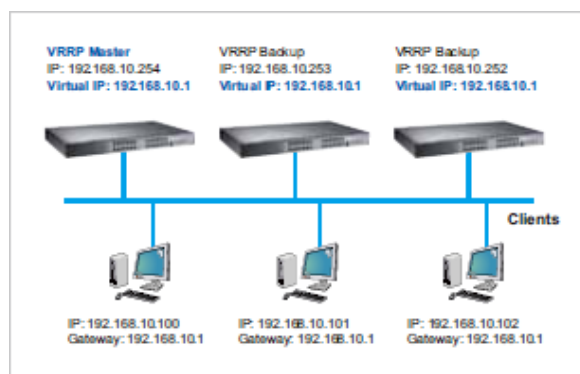 VRRP Master
IP: 192.168.10.254
Virtual IP: 192.168.10.1
VRRP Backup
IP: 192.168.10.253
Virtual IP: 192.168.10.1
VRRP Backup
IP: 192.168.10.252
Virtual IP: 192.168.10.1
Clients
IP: 192.168.10.100
Gateway: 192.168.10.1
IP: 192.168.10.101
Gateway: 192.168.10.1
IP: 192.168.10.102
Gateway: 192.168.10.1